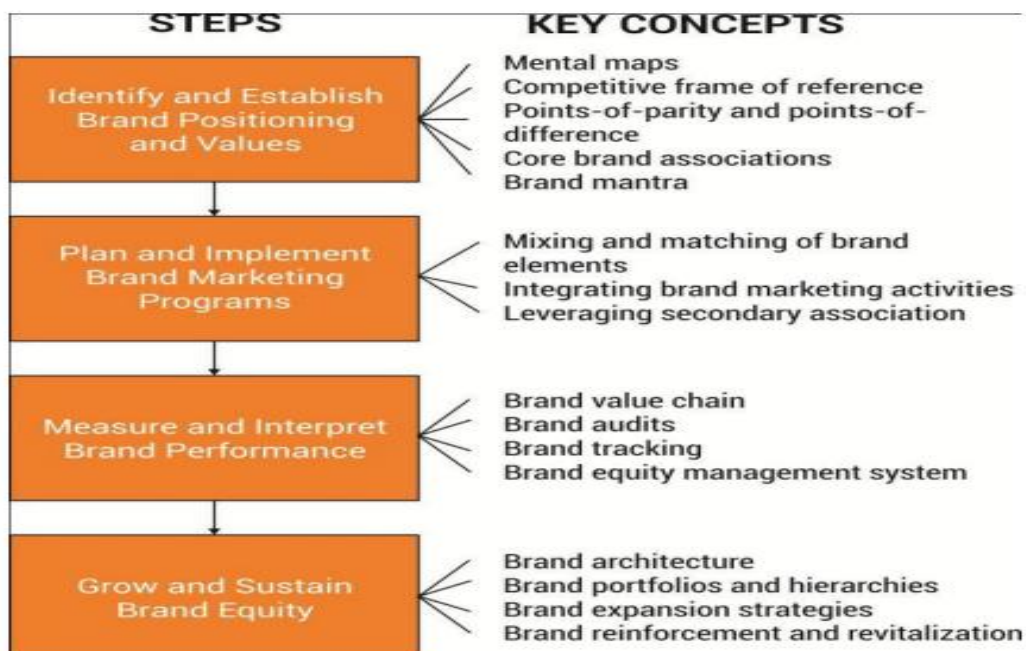 STEPS
KEY CONCEPTS
Identify and Establish
Brand Positioning
and Values
Mental maps
Competitive frame of reference
Points-of-parity and points-of-
difference
Core brand associations
Brand mantra
Plan and Implement
Brand Marketing
Programs
Mixing and matching of brand
elements
Integrating brand marketing activities
Leveraging secondary association
Measure and Interpret
Brand Performance
Brand value chain
Brand audits
Brand tracking
Brand equity management system
Grow and Sustain
Brand Equity
Brand architecture
Brand portfolios and hierarchies
Brand expansion strategies
Brand reinforcement and revitalization